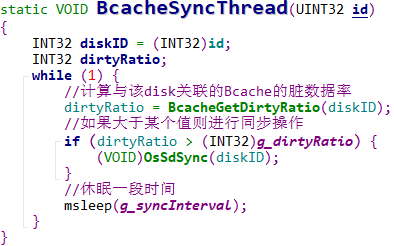 static VOID BcacheSyncThread(UINT32 id)
{
    INT32 diskID = (INT32)id;
    INT32 dirtyRatio;
    while (1) {
        //计算与该disk关联的Bcache的脏数据率
        dirtyRatio = BcacheGetDirtyRatio(diskID);
        //如果大于某个值则进行同步操作
        if (dirtyRatio > (INT32)g_dirtyRatio) {
            (VOID)OsSdSync(diskID);
        }
        //休眠一段时间
        msleep(g_syncInterval);
    }
}